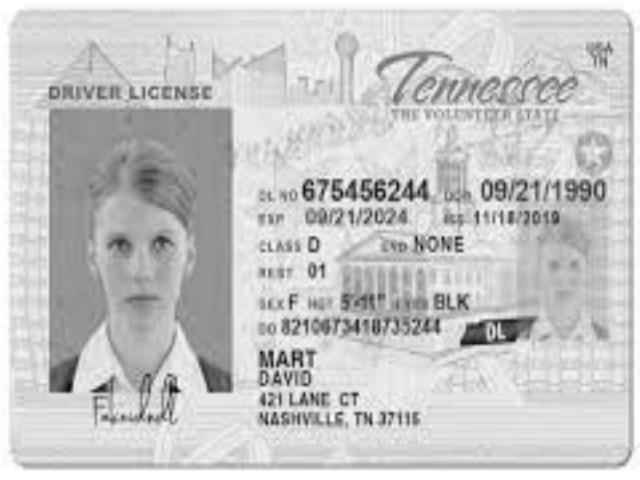 USA
TN
Tennessee
THE VOLUNTEER STATE
DRIVER LICENSE
DL NO 675456244 DOB 09/21/1990
EXP 09/21/2024 ISS 11/18/2019
CLASS D END NONE
REST 01
SEX F HGT 5'-11" EYES BLK
DD 8210673418735244 DL
MART
DAVID
421 LANE CT
NASHVILLE, TN 37115